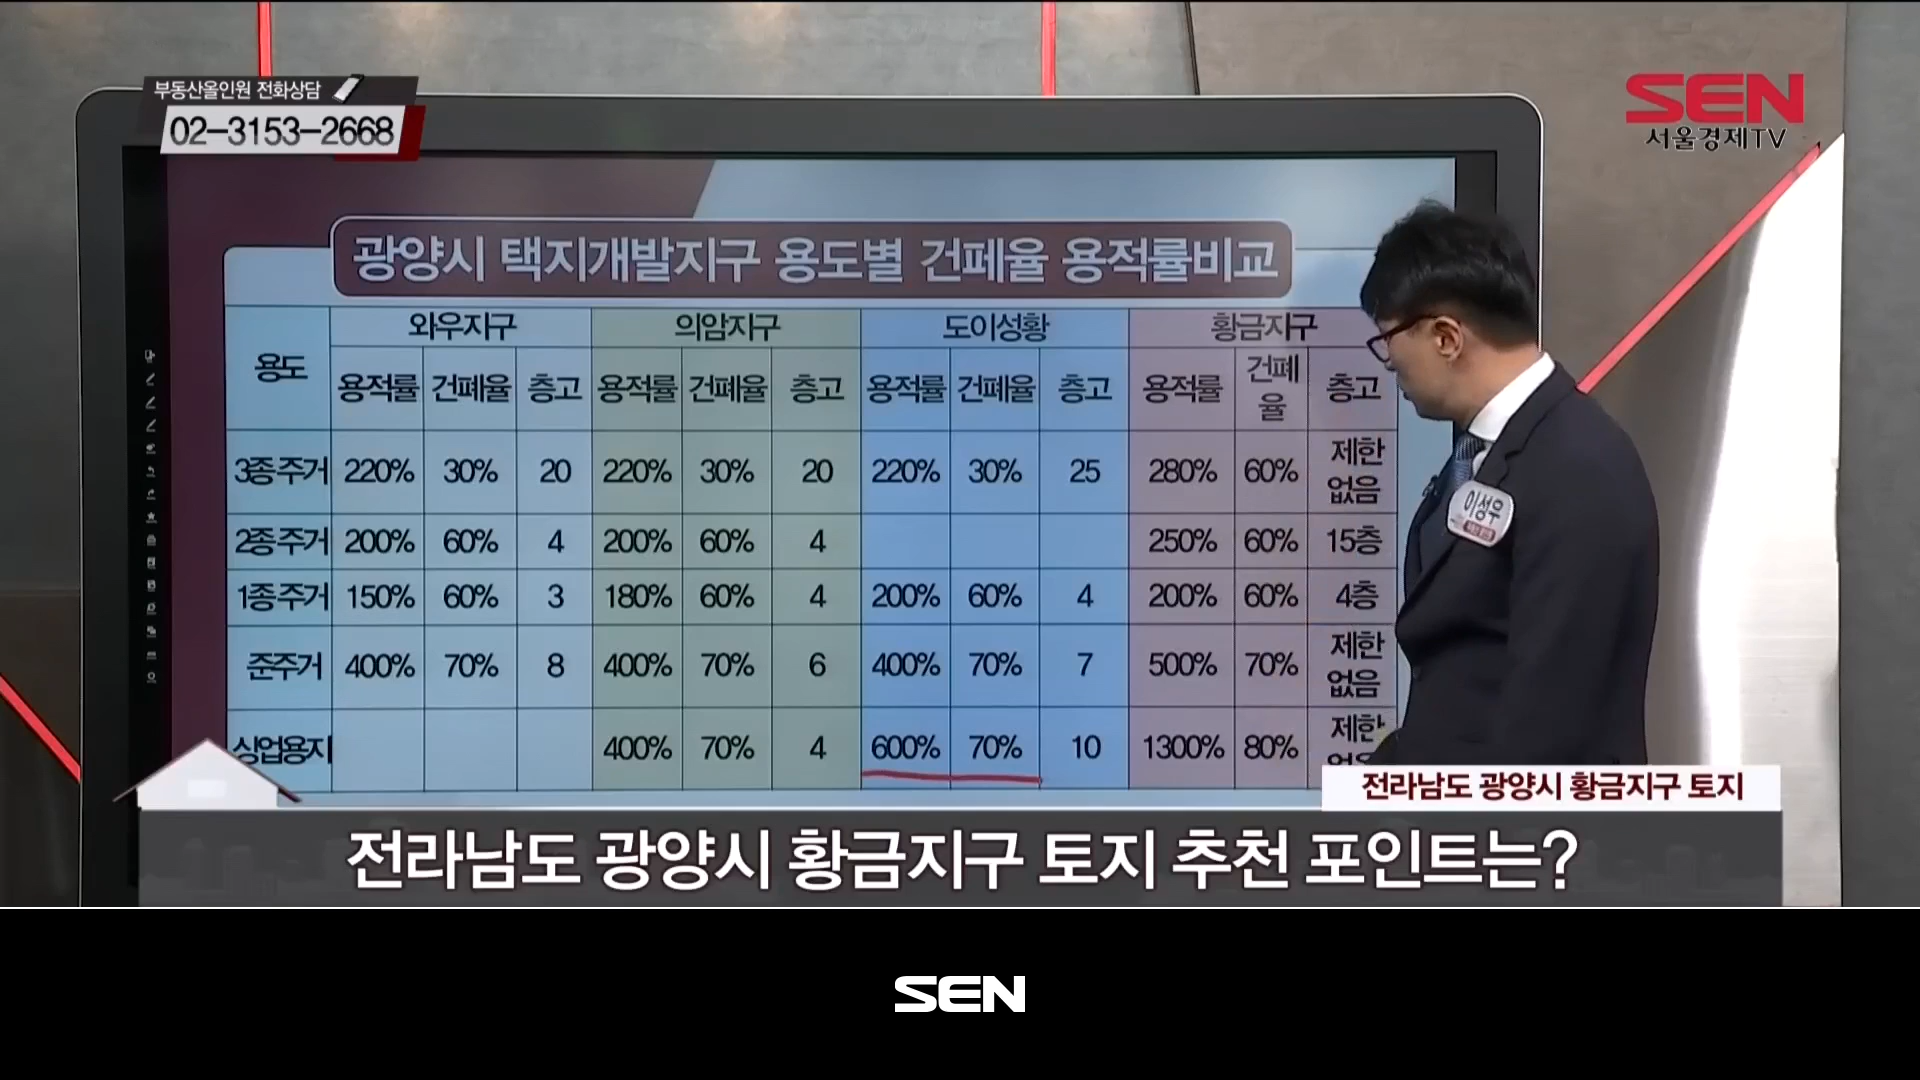 부동산올인원 전화상담
02-3153-2668
SEN
서울경제TV
광양시 택지개발지구 용도별 건폐율 용적률비교
용도 와우지구 의암지구 도이성황 황금지구
용적률 건폐율 층고 용적률 건폐율 층고 용적률 건폐율 층고 용적률 건폐율 층고
3종주거 220% 30% 20 220% 30% 20 220% 30% 25 280% 60% 제한없음
2종주거 200% 60% 4 200% 60% 4 250% 60% 15층
1종주거 150% 60% 3 180% 60% 4 200% 60% 4 200% 60% 4층
준주거 400% 70% 8 400% 70% 6 400% 70% 7 500% 70% 제한없음
상업용지 400% 70% 4 600% 70% 10 1300% 80% 제한없음
이성우
전라남도 광양시 황금지구 토지
전라남도 광양시 황금지구 토지 추천 포인트는?
SEN